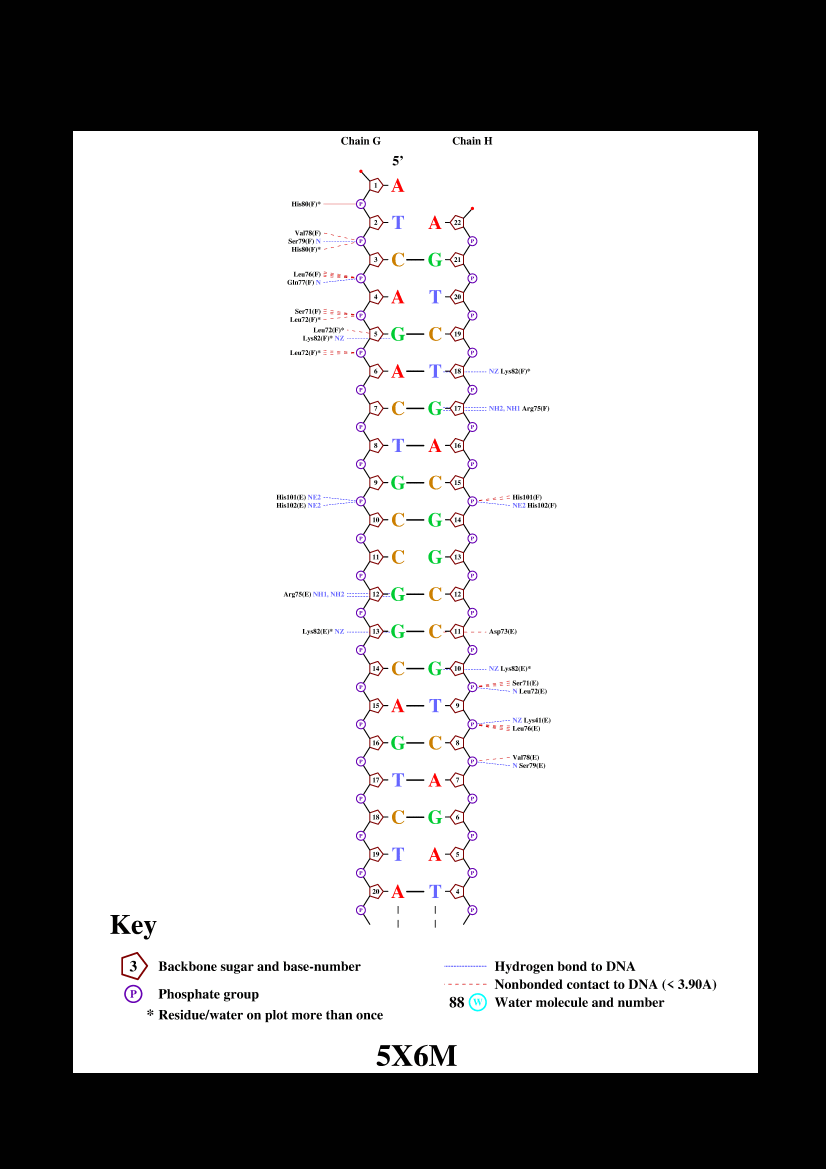 Chain G Chain H
5’
1 A
His80(F)* P
2 T A 22
Val78(F)
Ser79(F) N P P
His80(F)*
3 C G 21
Leu76(F) P P
Gln77(F) N
4 A T 20
Ser71(F) P P
Leu72(F)*
Leu72(F)* 5 G C 19
Lys82(F)* NZ
Leu72(F)* P P
6 A T 18 NZ Lys82(F)*
P P
7 C G 17 NH2, NH1 Arg75(F)
P P
8 T A 16
P P
9 G C 15
His101(E) NE2 P P His101(F)
His102(E) NE2 NE2 His102(F)
10 C G 14
P P
11 C G 13
P P
Arg75(E) NH1, NH2 12 G C 12
P P
Lys82(E)* NZ 13 G C 11 Asp73(E)
P P
14 C G 10 NZ Lys82(E)*
P P Ser71(E)
N Leu72(E)
15 A T 9
P P NZ Lys41(E)
Leu76(E)
16 G C 8
P P Val78(E)
N Ser79(E)
17 T A 7
P P
18 C G 6
P P
19 T A 5
P P
20 A T 4
P P
Key
3 Backbone sugar and base-number
P Phosphate group
* Residue/water on plot more than once
Hydrogen bond to DNA
Nonbonded contact to DNA (< 3.90A)
88 W Water molecule and number
5X6M